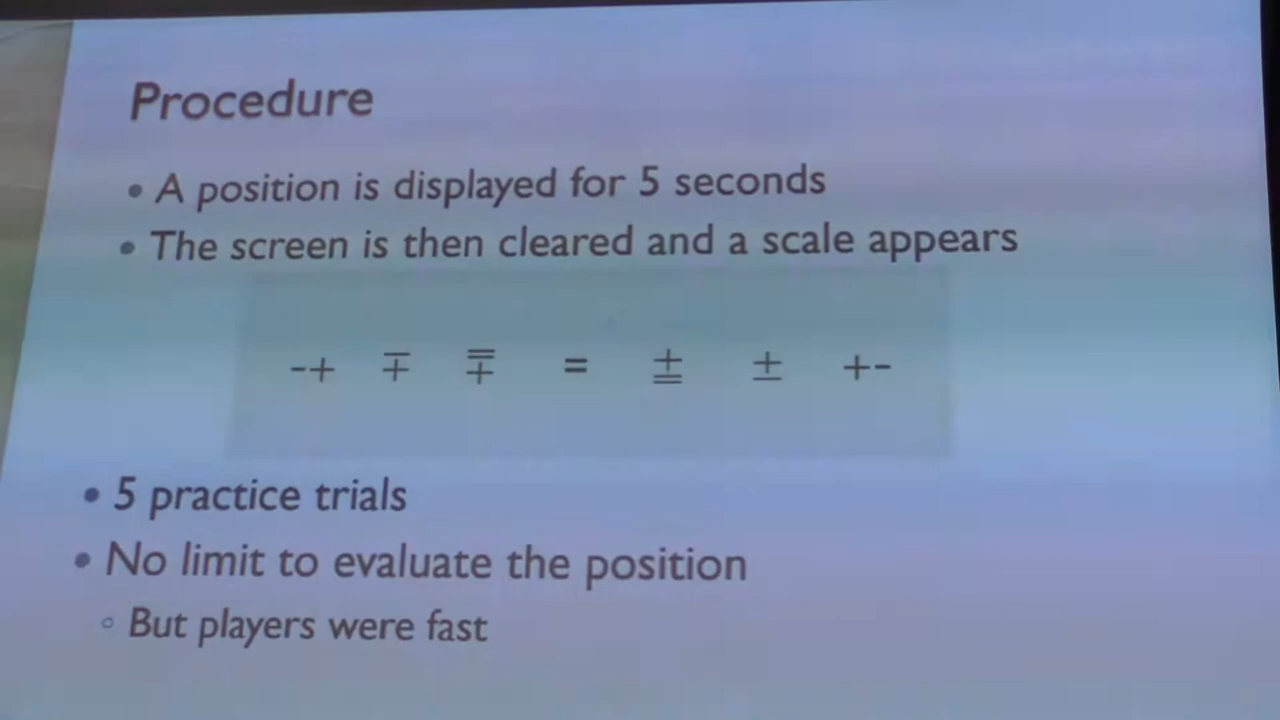 Procedure
• A position is displayed for 5 seconds
• The screen is then cleared and a scale appears
-+ ∓ ⩱ = ⩲ ± +-
• 5 practice trials
• No limit to evaluate the position
◦ But players were fast